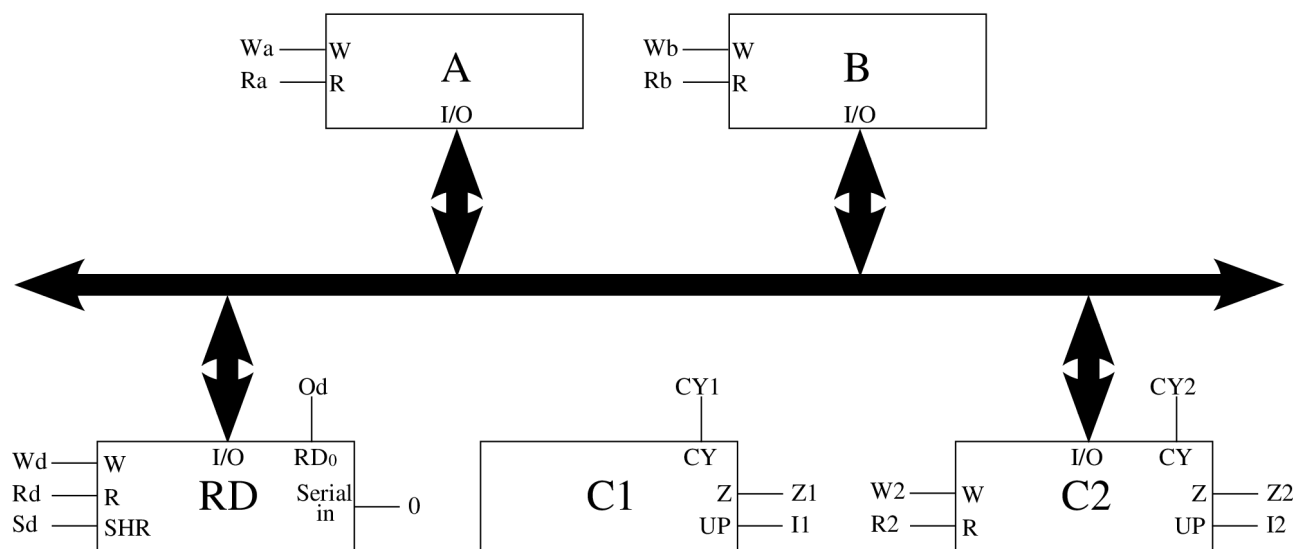 Wa W A Wb W B
Ra R Rb R
I/O I/O
Od CY1 CY2
Wd W I/O RD₀ CY I/O CY
Rd R RD Serial in 0 C1 Z Z1 W2 W C2 Z Z2
Sd SHR UP I1 R2 R UP I2